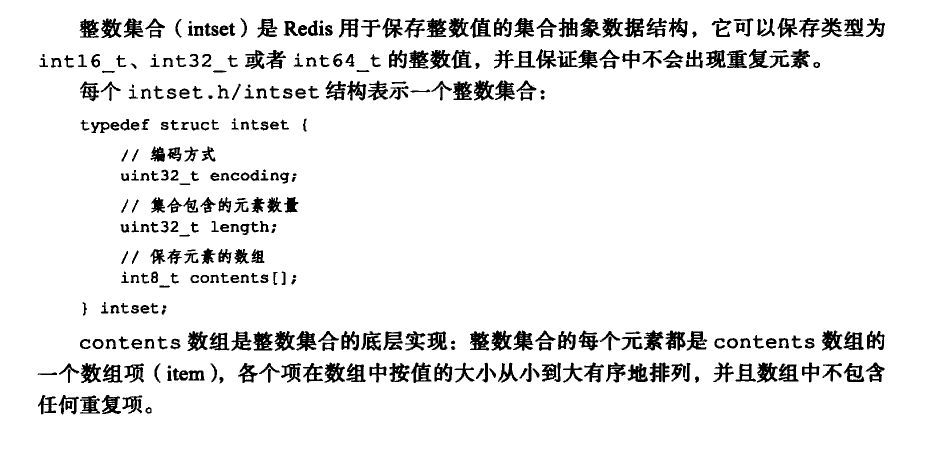 整数集合（intset）是 Redis 用于保存整数值的集合抽象数据结构，它可以保存类型为
int16_t、int32_t 或者 int64_t 的整数值，并且保证集合中不会出现重复元素。
每个 intset.h/intset 结构表示一个整数集合：
typedef struct intset {
// 编码方式
uint32_t encoding;
// 集合包含的元素数量
uint32_t length;
// 保存元素的数组
int8_t contents[];
} intset;
contents 数组是整数集合的底层实现：整数集合的每个元素都是 contents 数组的
一个数组项（item），各个项在数组中按值的大小从小到大有序地排列，并且数组中不包含
任何重复项。